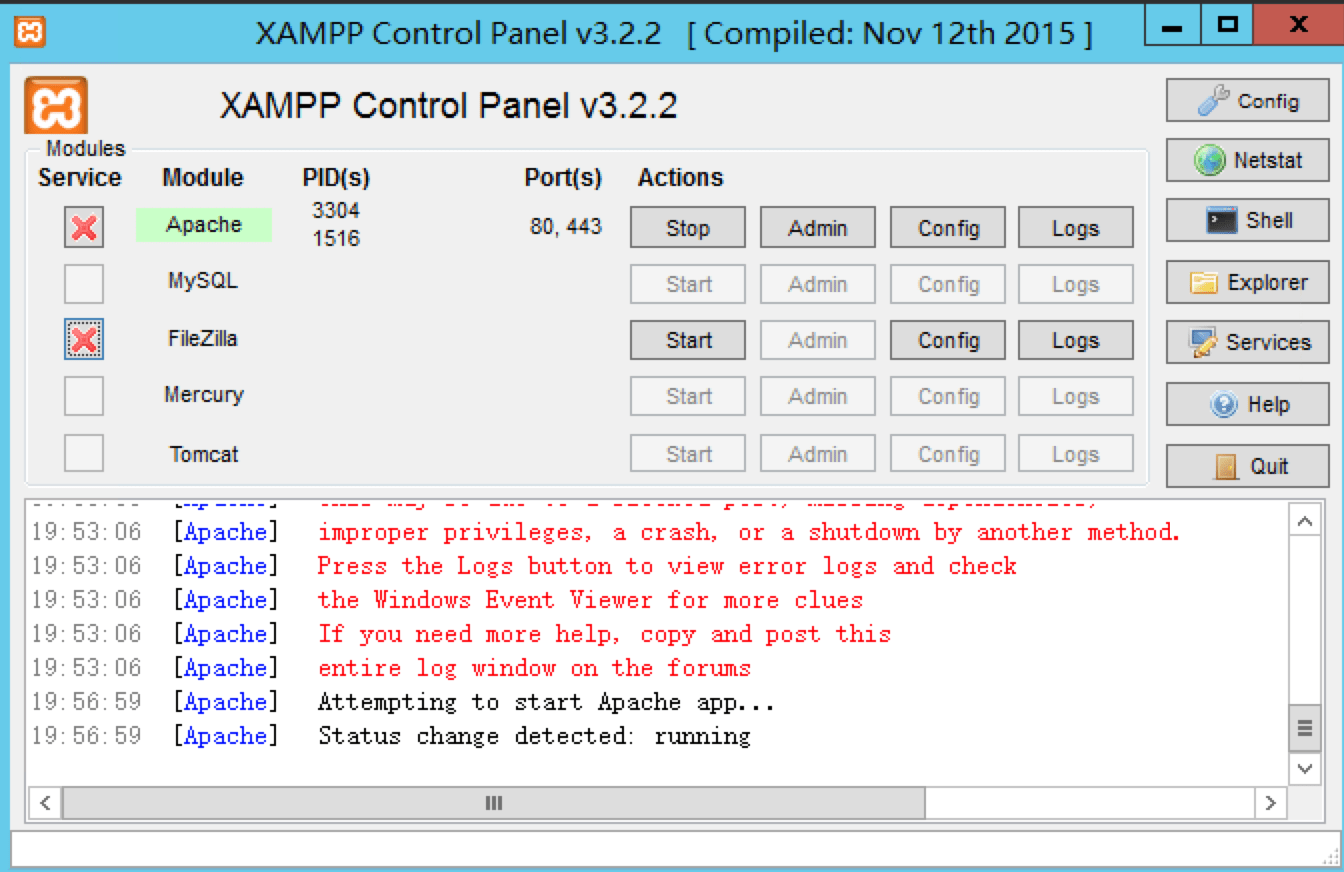 XAMPP Control Panel v3.2.2 [ Compiled: Nov 12th 2015 ]
XAMPP Control Panel v3.2.2
Config
Modules
Service Module PID(s) Port(s) Actions
Netstat
Apache 3304 1516 80, 443 Stop Admin Config Logs
Shell
MySQL Start Admin Config Logs
Explorer
FileZilla Start Admin Config Logs
Services
Mercury Start Admin Config Logs
Help
Tomcat Start Admin Config Logs
Quit
19:53:06 [Apache] improper privileges, a crash, or a shutdown by another method.
19:53:06 [Apache] Press the Logs button to view error logs and check
19:53:06 [Apache] the Windows Event Viewer for more clues
19:53:06 [Apache] If you need more help, copy and post this
19:53:06 [Apache] entire log window on the forums
19:56:59 [Apache] Attempting to start Apache app...
19:56:59 [Apache] Status change detected: running